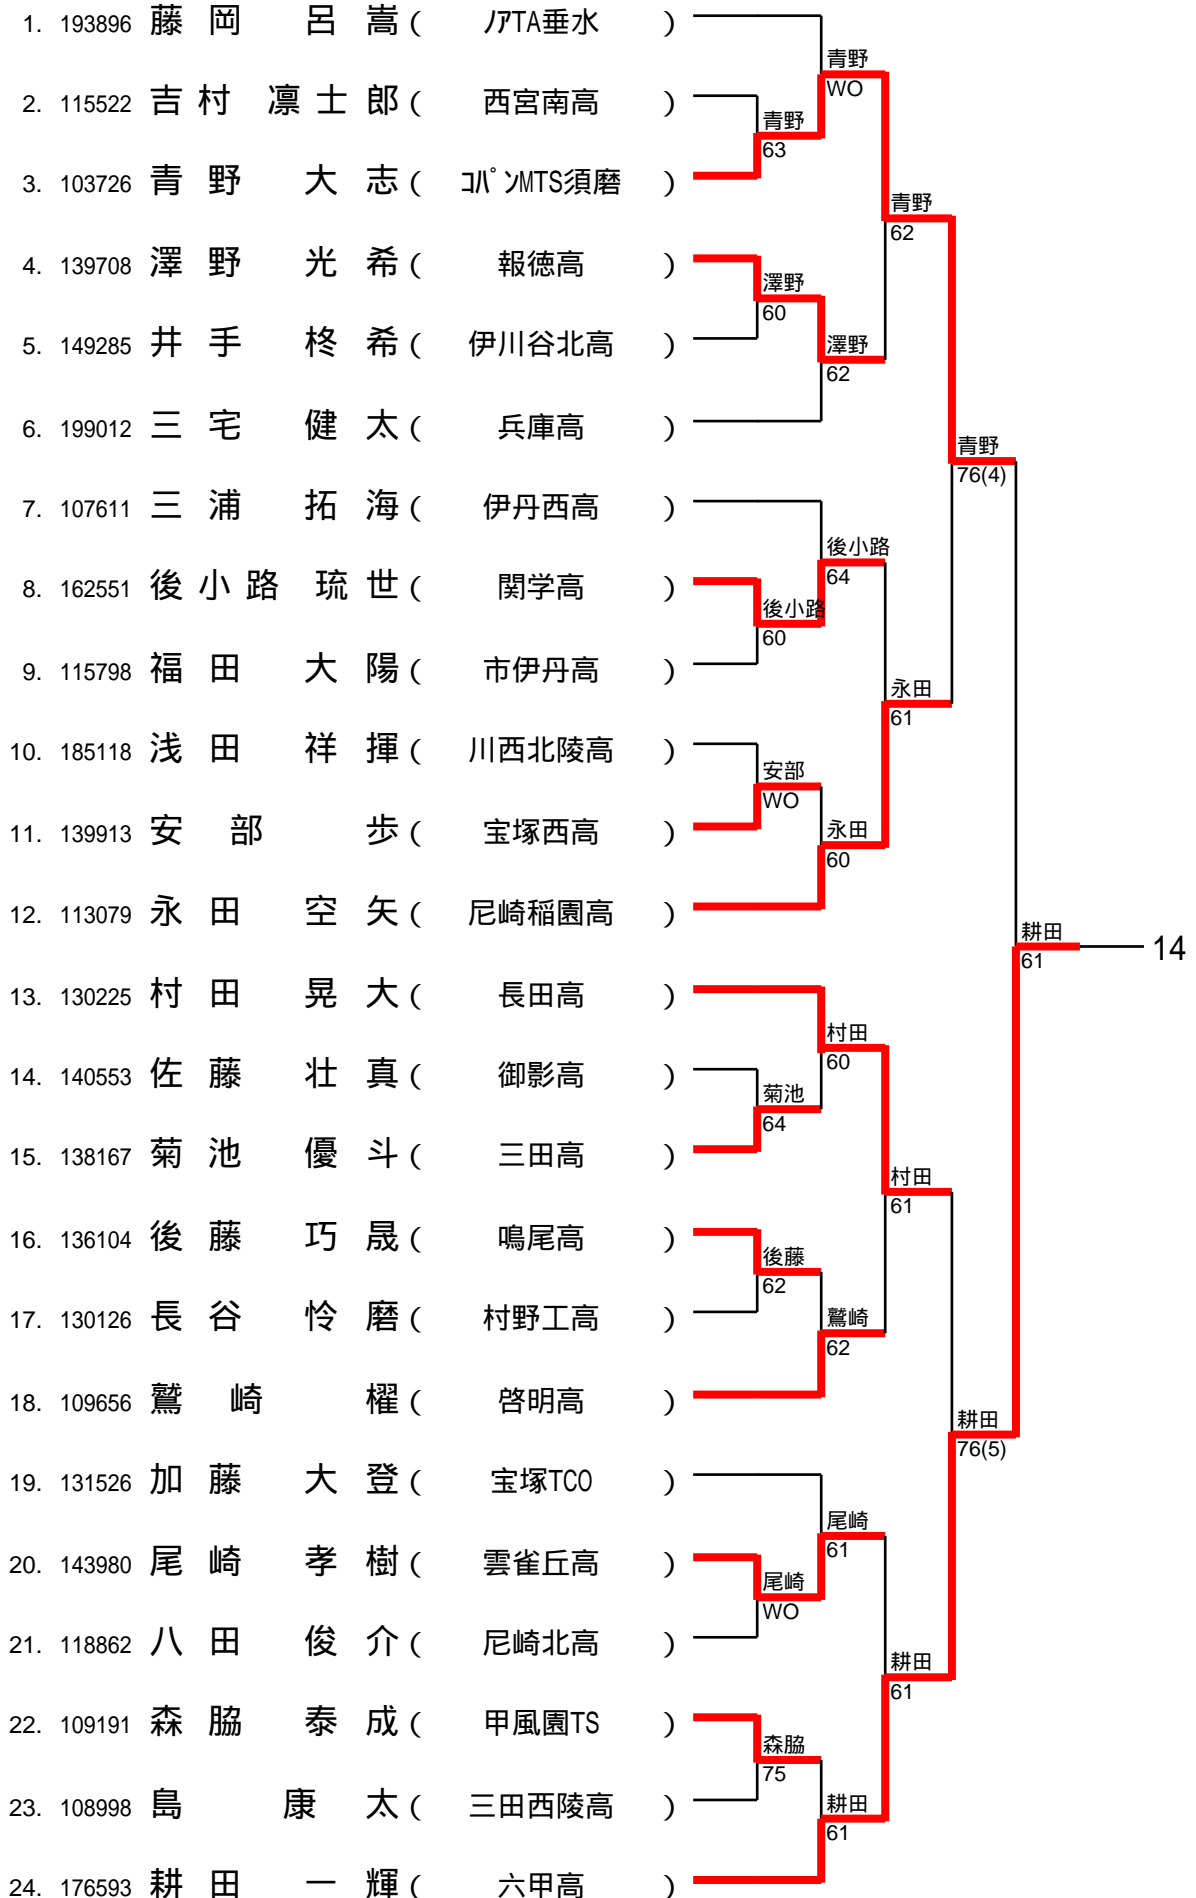 1. 193896 藤岡 呂嵩 ( ノアTA垂水 )
青野
WO
2. 115522 吉村 凛士郎 ( 西宮南高 )
青野
63
3. 103726 青野 大志 ( コパンMTS須磨 )
青野
62
4. 139708 澤野 光希 ( 報徳高 )
澤野
60
5. 149285 井手 柊希 ( 伊川谷北高 )
澤野
62
6. 199012 三宅 健太 ( 兵庫高 )
青野
76(4)
7. 107611 三浦 拓海 ( 伊丹西高 )
後小路
64
8. 162551 後小路 琉世 ( 関学高 )
後小路
60
9. 115798 福田 大陽 ( 市伊丹高 )
永田
61
10. 185118 浅田 祥揮 ( 川西北陵高 )
安部
WO
11. 139913 安部 歩 ( 宝塚西高 )
永田
60
12. 113079 永田 空矢 ( 尼崎稲園高 )
耕田
61
14
13. 130225 村田 晃大 ( 長田高 )
村田
60
14. 140553 佐藤 壮真 ( 御影高 )
菊池
64
15. 138167 菊池 優斗 ( 三田高 )
村田
61
16. 136104 後藤 巧晟 ( 鳴尾高 )
後藤
62
17. 130126 長谷 怜磨 ( 村野工高 )
鷲崎
62
18. 109656 鷲崎 櫂 ( 啓明高 )
耕田
76(5)
19. 131526 加藤 大登 ( 宝塚TCO )
尾崎
61
20. 143980 尾崎 孝樹 ( 雲雀丘高 )
尾崎
WO
21. 118862 八田 俊介 ( 尼崎北高 )
耕田
61
22. 109191 森脇 泰成 ( 甲風園TS )
森脇
75
23. 108998 島 康太 ( 三田西陵高 )
耕田
61
24. 176593 耕田 一輝 ( 六甲高 )